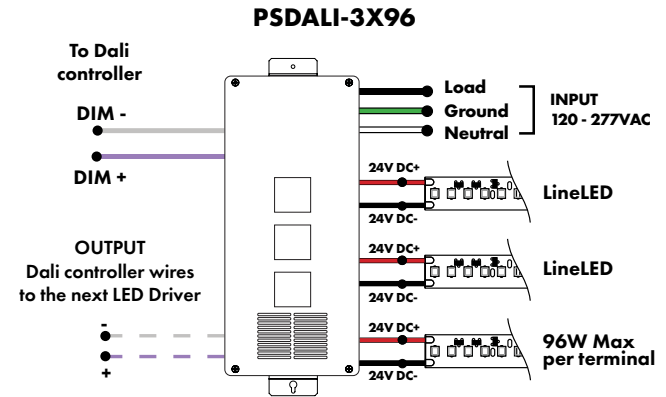 PSDALI-3X96
To Dali
controller
DIM -
DIM +
OUTPUT
Dali controller wires
to the next LED Driver
-
+
Load
Ground
Neutral
INPUT
120 - 277VAC
24V DC+
24V DC-
LineLED
24V DC+
24V DC-
LineLED
24V DC+
24V DC-
96W Max
per terminal